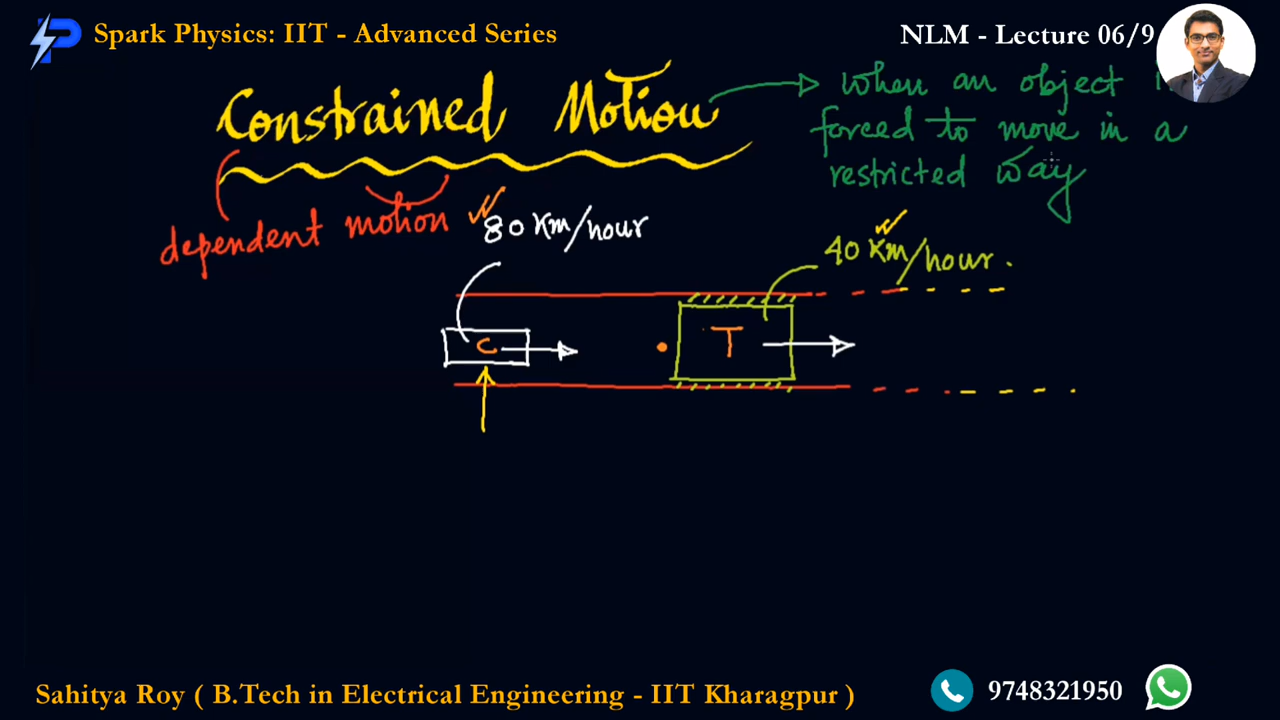 Spark Physics: IIT - Advanced Series
NLM - Lecture 06/9
Constrained Motion
when an object
forced to move in a
restricted way
dependent motion
80 Km/hour
40 Km/hour.
C
T
Sahitya Roy ( B.Tech in Electrical Engineering - IIT Kharagpur )
9748321950